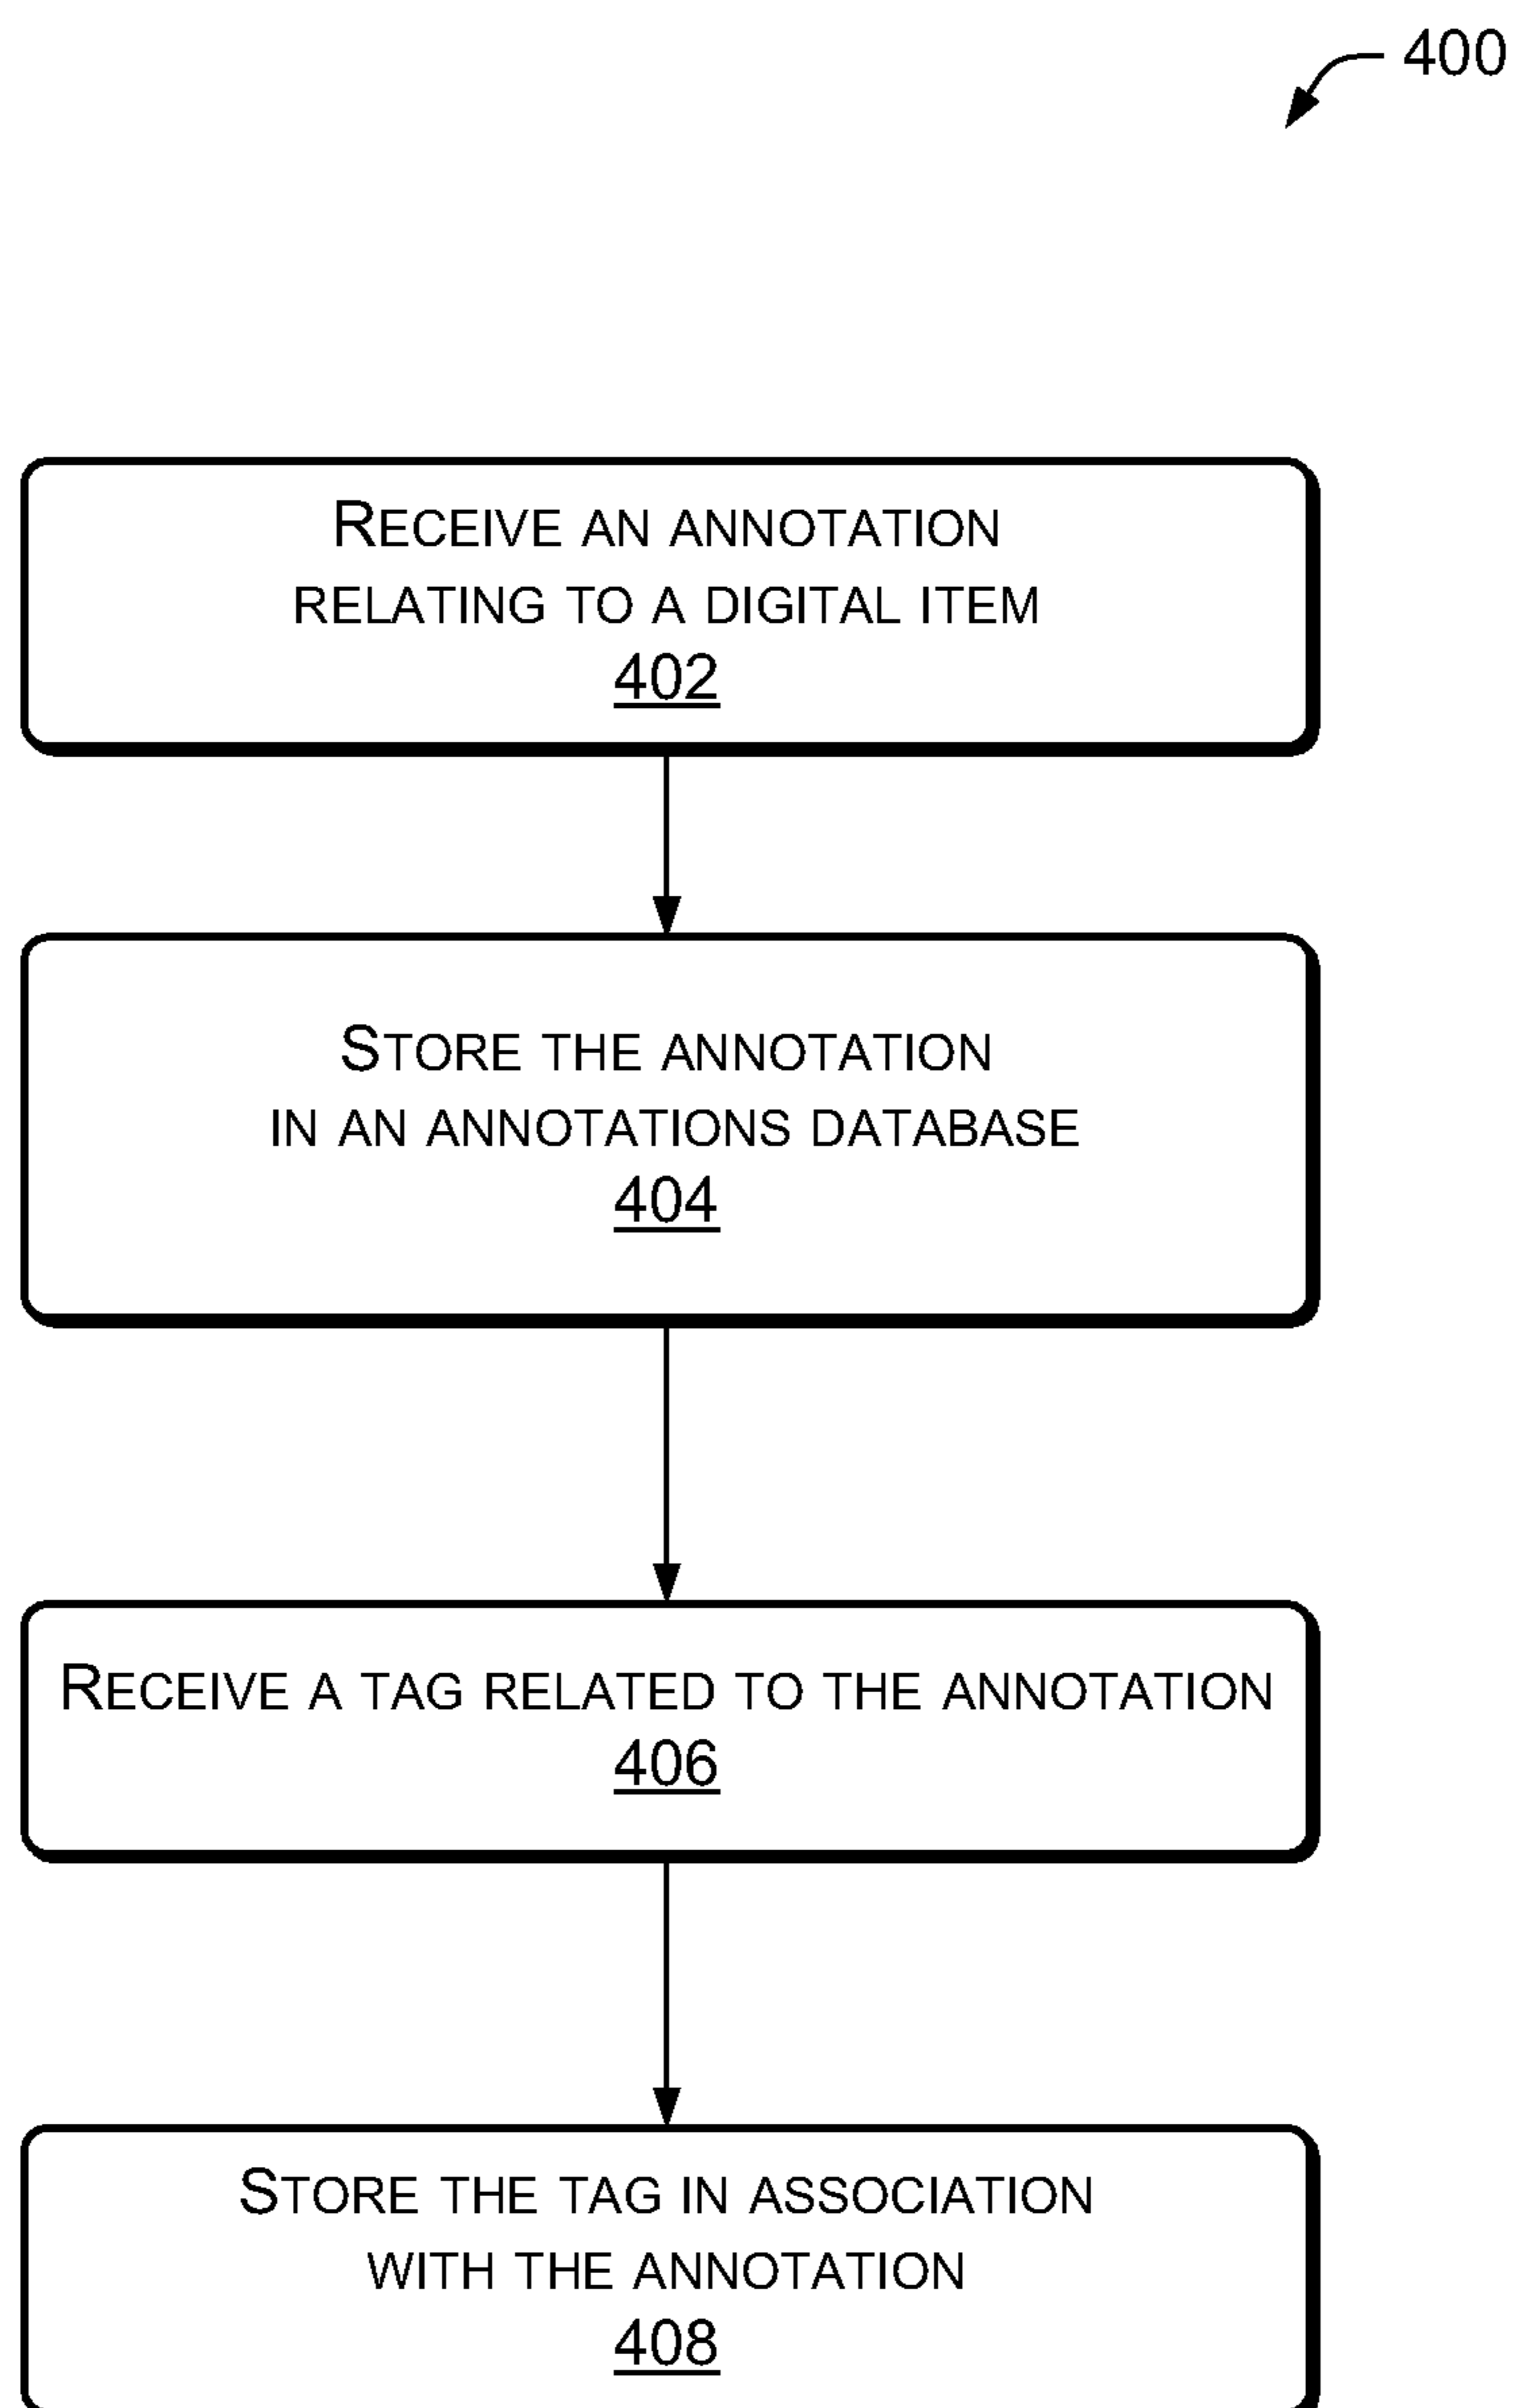 400
RECEIVE AN ANNOTATION
RELATING TO A DIGITAL ITEM
402
STORE THE ANNOTATION
IN AN ANNOTATIONS DATABASE
404
RECEIVE A TAG RELATED TO THE ANNOTATION
406
STORE THE TAG IN ASSOCIATION
WITH THE ANNOTATION
408